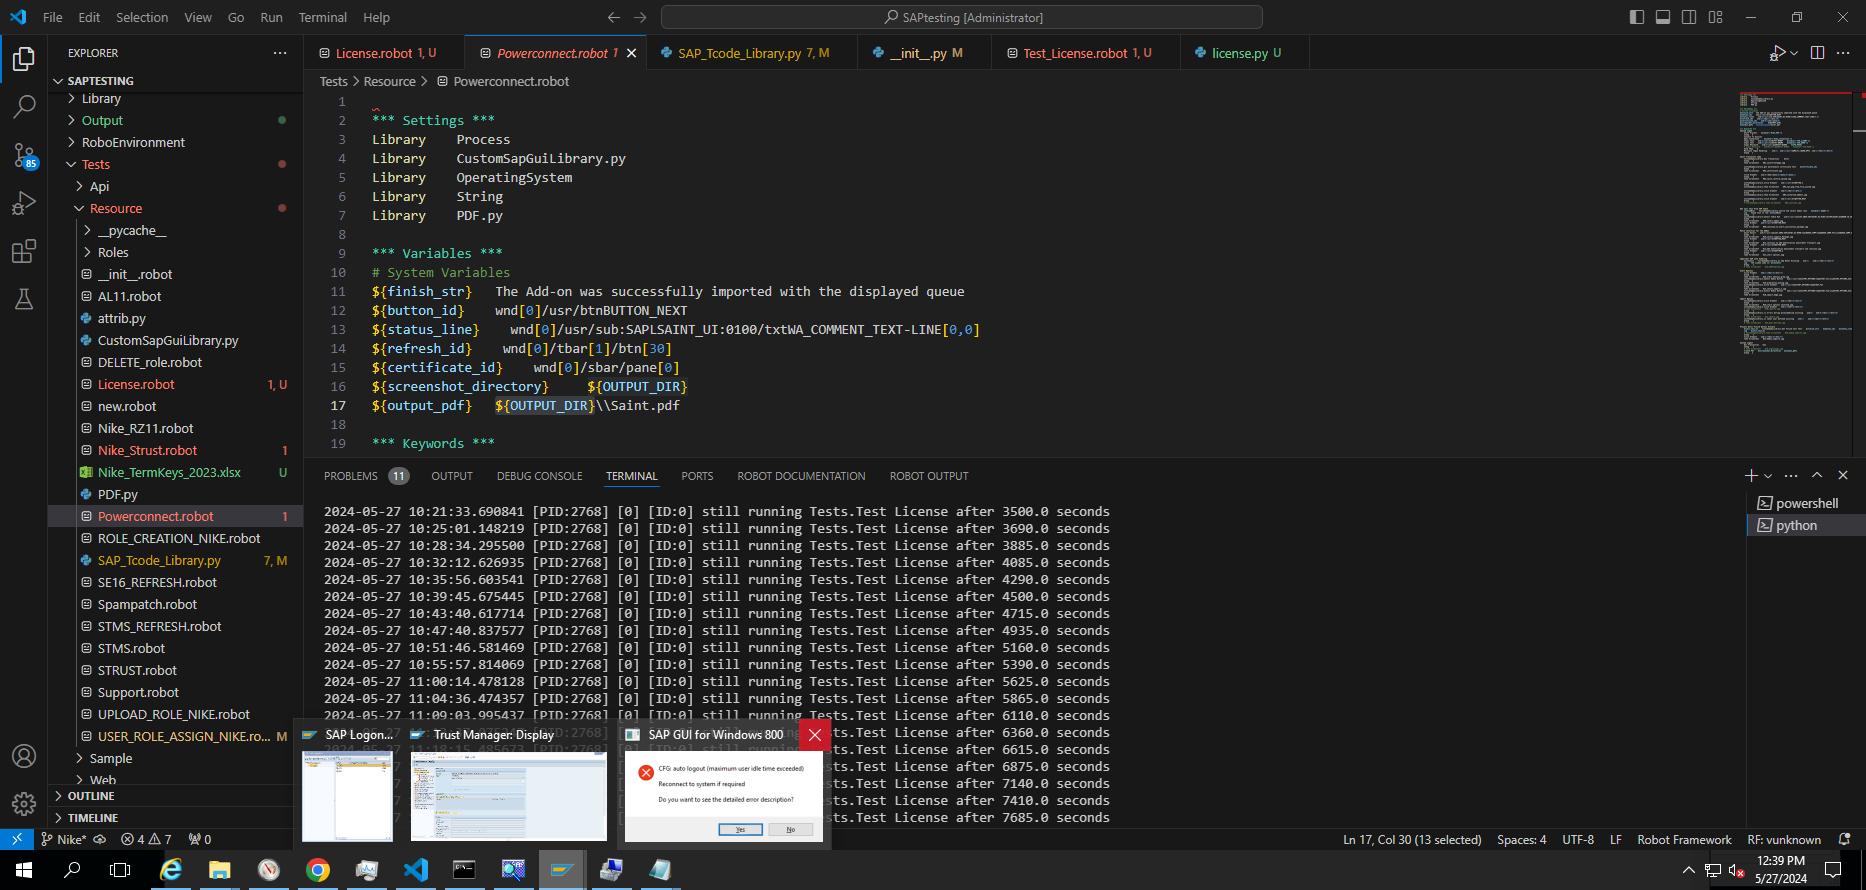 File Edit Selection View Go Run Terminal Help
SAPtesting [Administrator]
EXPLORER
License.robot 1, U
Powerconnect.robot 1
SAP_Tcode_Library.py 7, M
__init__.py M
Test_License.robot 1, U
license.py U
SAPTESTING
Library
Output
RoboEnvironment
Tests
Api
Resource
__pycache__
Roles
__init__.robot
AL11.robot
attrib.py
CustomSapGuiLibrary.py
DELETE_role.robot
License.robot 1, U
new.robot
Nike_RZ11.robot
Nike_Strust.robot 1
Nike_TermKeys_2023.xlsx U
PDF.py
Powerconnect.robot 1
ROLE_CREATION_NIKE.robot
SAP_Tcode_Library.py 7, M
SE16_REFRESH.robot
Spampatch.robot
STMS_REFRESH.robot
STMS.robot
STRUST.robot
Support.robot
UPLOAD_ROLE_NIKE.robot
USER_ROLE_ASSIGN_NIKE.ro... M
Sample
Web
OUTLINE
TIMELINE
85
Tests > Resource > Powerconnect.robot
1
2 *** Settings ***
3 Library Process
4 Library CustomSapGuiLibrary.py
5 Library OperatingSystem
6 Library String
7 Library PDF.py
8
9 *** Variables ***
10 # System Variables
11 ${finish_str} The Add-on was successfully imported with the displayed queue
12 ${button_id} wnd[0]/usr/btnBUTTON_NEXT
13 ${status_line} wnd[0]/usr/sub:SAPLSAINT_UI:0100/txtWA_COMMENT_TEXT-LINE[0,0]
14 ${refresh_id} wnd[0]/tbar[1]/btn[30]
15 ${certificate_id} wnd[0]/sbar/pane[0]
16 ${screenshot_directory} ${OUTPUT_DIR}
17 ${output_pdf} ${OUTPUT_DIR}\\Saint.pdf
18
19 *** Keywords ***
PROBLEMS 11 OUTPUT DEBUG CONSOLE TERMINAL PORTS ROBOT DOCUMENTATION ROBOT OUTPUT
powershell
python
2024-05-27 10:21:33.690841 [PID:2768] [0] [ID:0] still running Tests.Test License after 3500.0 seconds
2024-05-27 10:25:01.148219 [PID:2768] [0] [ID:0] still running Tests.Test License after 3690.0 seconds
2024-05-27 10:28:34.295500 [PID:2768] [0] [ID:0] still running Tests.Test License after 3885.0 seconds
2024-05-27 10:32:12.626935 [PID:2768] [0] [ID:0] still running Tests.Test License after 4085.0 seconds
2024-05-27 10:35:56.603541 [PID:2768] [0] [ID:0] still running Tests.Test License after 4290.0 seconds
2024-05-27 10:39:45.675445 [PID:2768] [0] [ID:0] still running Tests.Test License after 4500.0 seconds
2024-05-27 10:43:40.617714 [PID:2768] [0] [ID:0] still running Tests.Test License after 4715.0 seconds
2024-05-27 10:47:40.837577 [PID:2768] [0] [ID:0] still running Tests.Test License after 4935.0 seconds
2024-05-27 10:51:46.581469 [PID:2768] [0] [ID:0] still running Tests.Test License after 5160.0 seconds
2024-05-27 10:55:57.814069 [PID:2768] [0] [ID:0] still running Tests.Test License after 5390.0 seconds
2024-05-27 11:00:14.478128 [PID:2768] [0] [ID:0] still running Tests.Test License after 5625.0 seconds
2024-05-27 11:04:36.474357 [PID:2768] [0] [ID:0] still running Tests.Test License after 5865.0 seconds
2024-05-27 11:09:03.995437 [PID:2768] [0] [ID:0] still running Tests.Test License after 6110.0 seconds
sts.Test License after 6360.0 seconds
sts.Test License after 6615.0 seconds
sts.Test License after 6875.0 seconds
sts.Test License after 7140.0 seconds
sts.Test License after 7410.0 seconds
sts.Test License after 7685.0 seconds
SAP Logon...
Trust Manager: Display
SAP GUI for Windows 800
CFG: auto logout (maximum user idle time exceeded)
Reconnect to system if required
Do you want to see the detailed error description?
Yes No
Nike* 4 7 0
Ln 17, Col 30 (13 selected) Spaces: 4 UTF-8 LF Robot Framework RF: vunknown
12:39 PM
5/27/2024